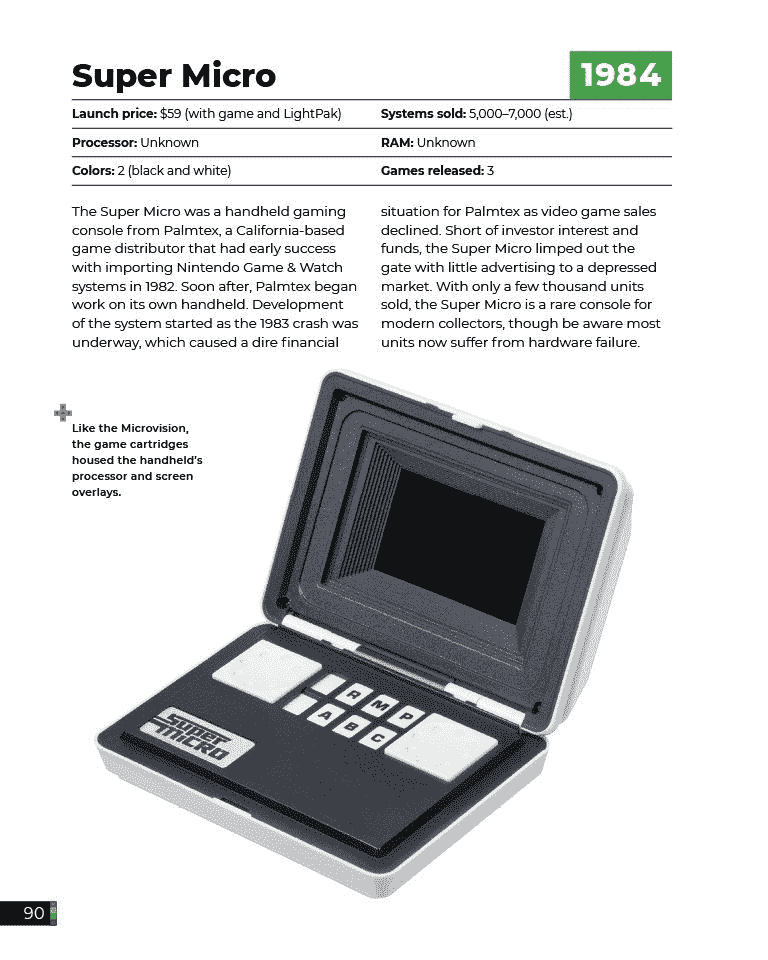 Super Micro
1984
Launch price: $59 (with game and LightPak)
Systems sold: 5,000–7,000 (est.)
Processor: Unknown
RAM: Unknown
Colors: 2 (black and white)
Games released: 3
The Super Micro was a handheld gaming
console from Palmtex, a California-based
game distributor that had early success
with importing Nintendo Game & Watch
systems in 1982. Soon after, Palmtex began
work on its own handheld. Development
of the system started as the 1983 crash was
underway, which caused a dire financial
situation for Palmtex as video game sales
declined. Short of investor interest and
funds, the Super Micro limped out the
gate with little advertising to a depressed
market. With only a few thousand units
sold, the Super Micro is a rare console for
modern collectors, though be aware most
units now suffer from hardware failure.
Like the Microvision,
the game cartridges
housed the handheld's
processor and screen
overlays.
R M P
A B C
SUPER
MICRO
90